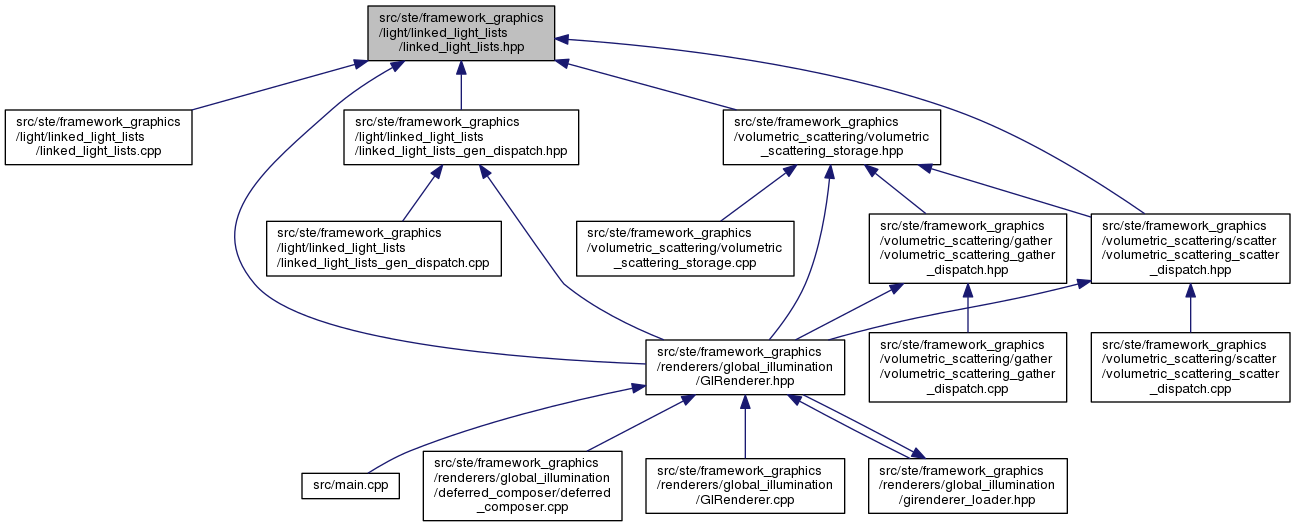 src/ste/framework_graphics
/light/linked_light_lists
/linked_light_lists.hpp
src/ste/framework_graphics
/light/linked_light_lists
/linked_light_lists.cpp
src/ste/framework_graphics
/light/linked_light_lists
/linked_light_lists_gen_dispatch.hpp
src/ste/framework_graphics
/volumetric_scattering/volumetric
_scattering_storage.hpp
src/ste/framework_graphics
/light/linked_light_lists
/linked_light_lists_gen_dispatch.cpp
src/ste/framework_graphics
/volumetric_scattering/volumetric
_scattering_storage.cpp
src/ste/framework_graphics
/volumetric_scattering/gather
/volumetric_scattering_gather
_dispatch.hpp
src/ste/framework_graphics
/volumetric_scattering/scatter
/volumetric_scattering_scatter
_dispatch.hpp
src/ste/framework_graphics
/renderers/global_illumination
/GIRenderer.hpp
src/ste/framework_graphics
/volumetric_scattering/gather
/volumetric_scattering_gather
_dispatch.cpp
src/ste/framework_graphics
/volumetric_scattering/scatter
/volumetric_scattering_scatter
_dispatch.cpp
src/main.cpp
src/ste/framework_graphics
/renderers/global_illumination
/deferred_composer/deferred
_composer.cpp
src/ste/framework_graphics
/renderers/global_illumination
/GIRenderer.cpp
src/ste/framework_graphics
/renderers/global_illumination
/girenderer_loader.hpp